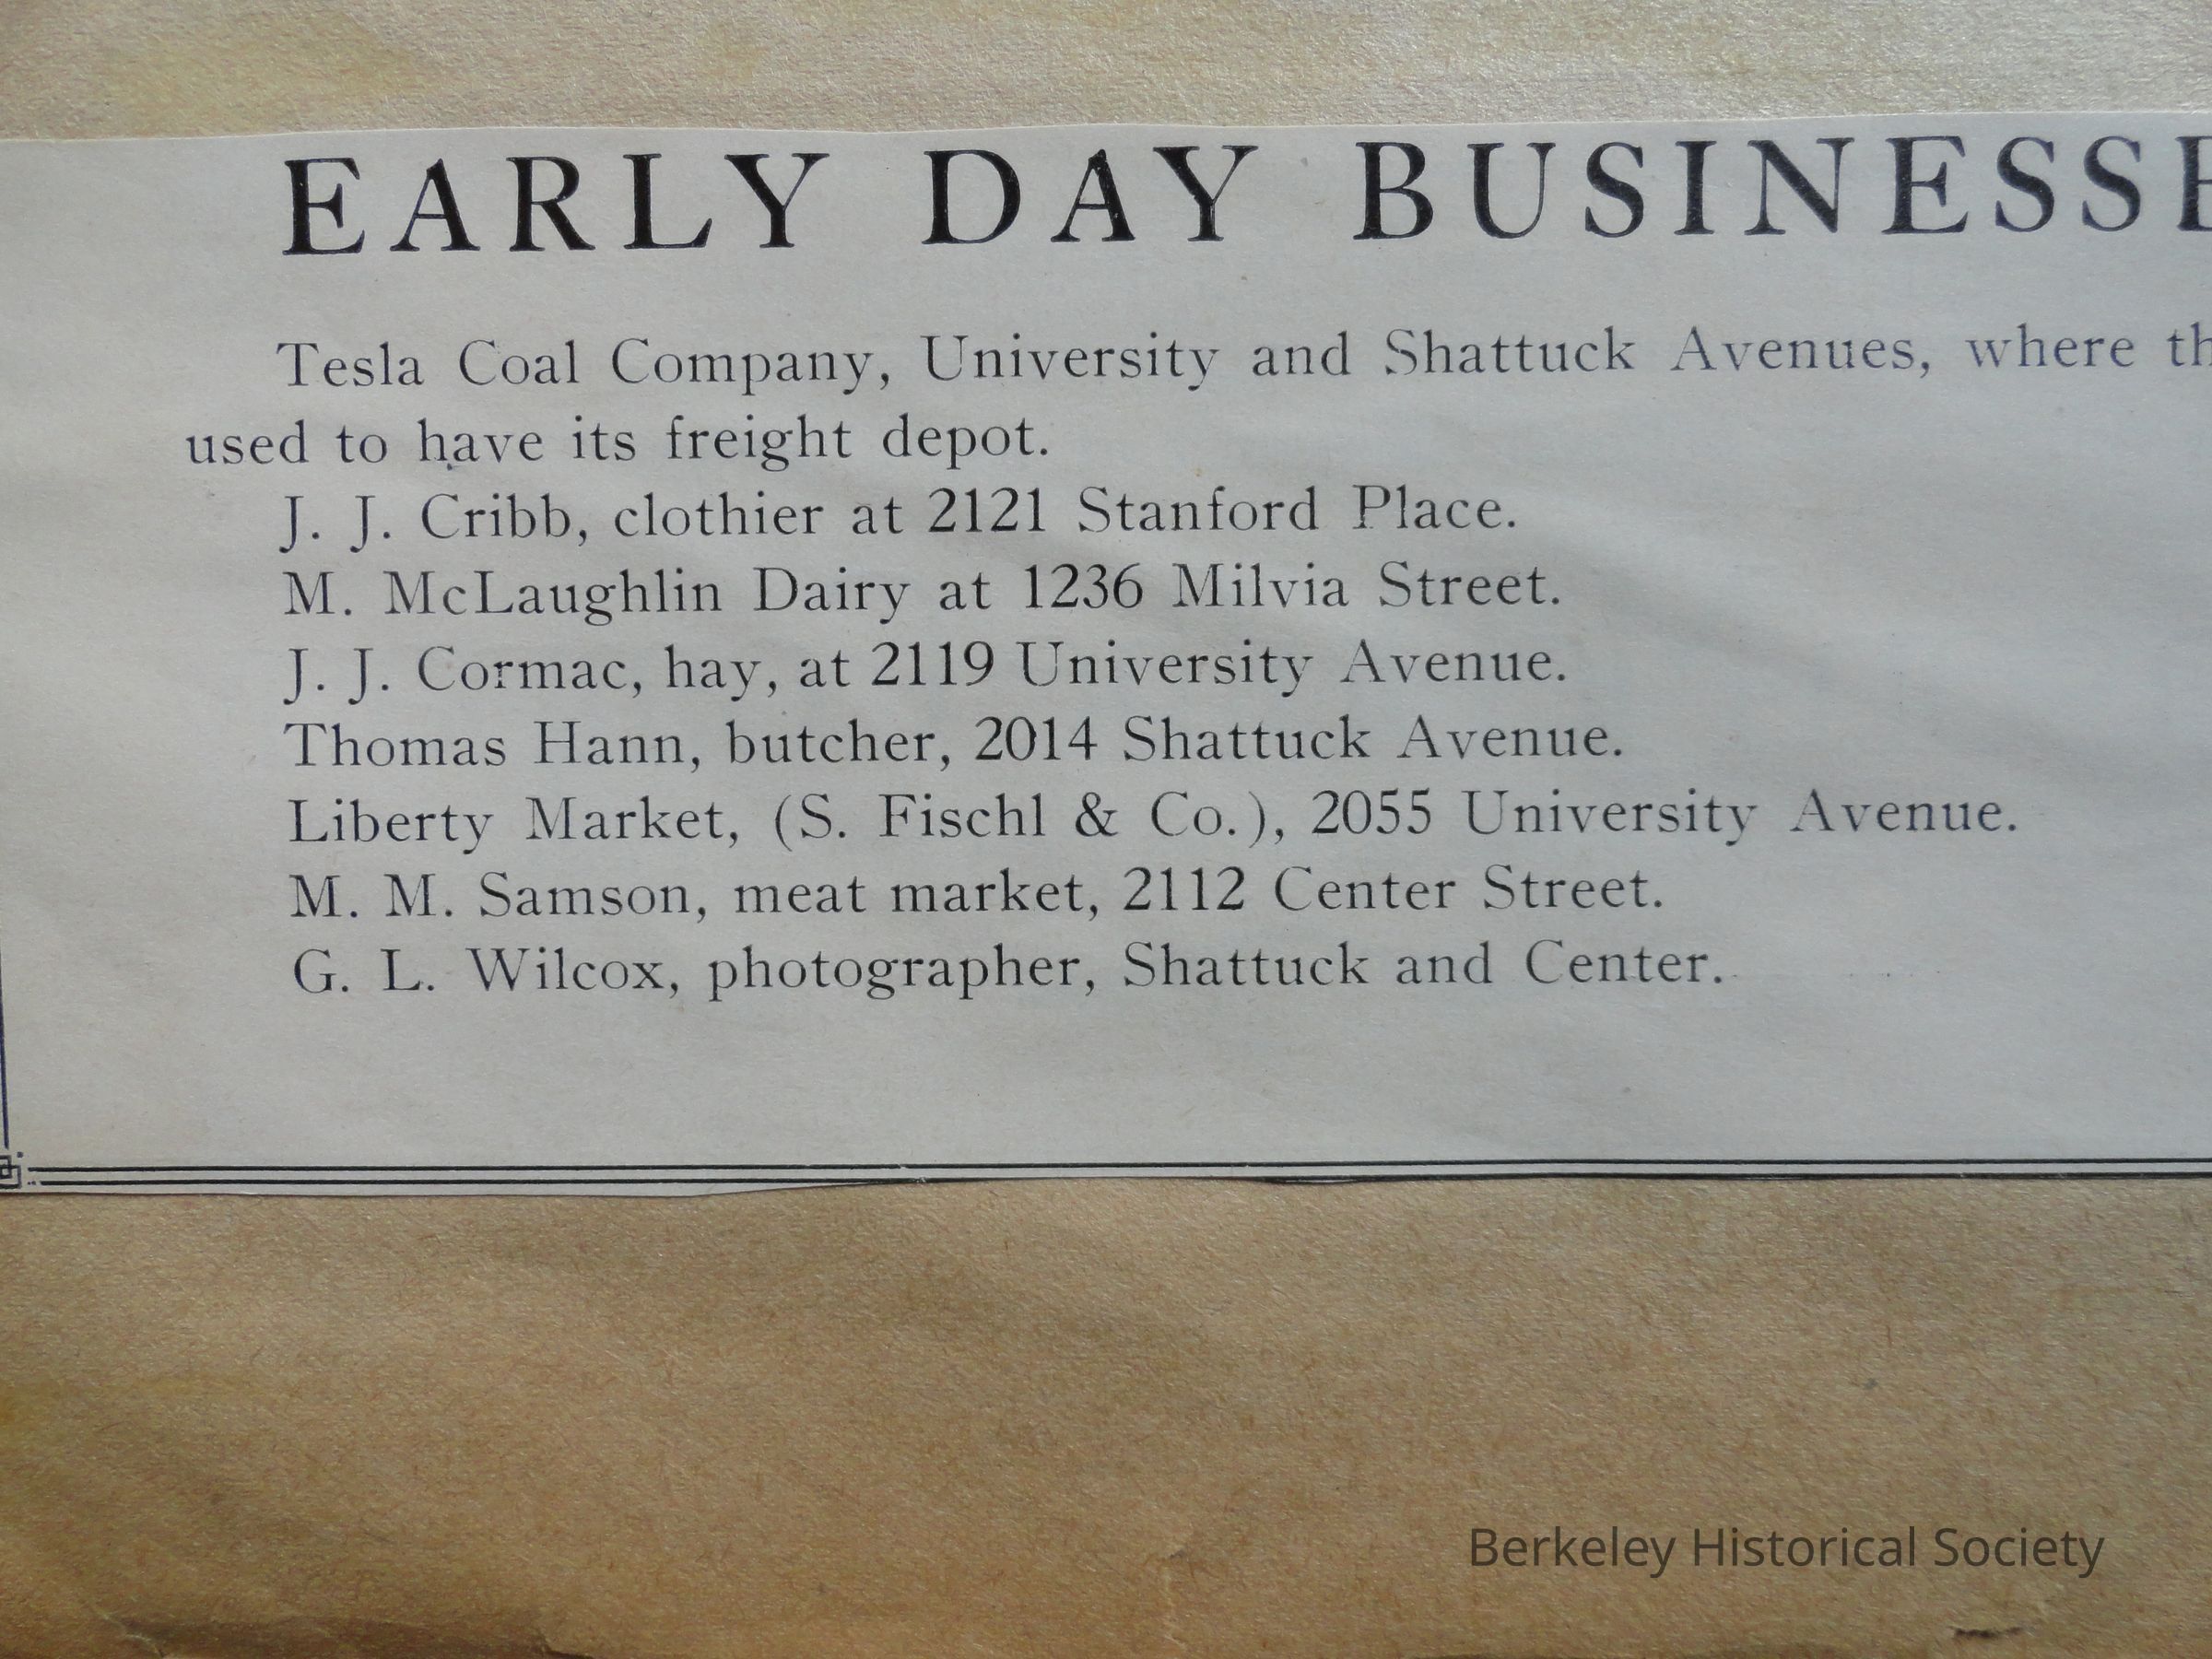 EARLY DAY BUSINESSE
Tesla Coal Company, University and Shattuck Avenues, where th
used to have its freight depot.
J. J. Cribb, clothier at 2121 Stanford Place.
M. McLaughlin Dairy at 1236 Milvia Street.
J. J. Cormac, hay, at 2119 University Avenue.
Thomas Hann, butcher, 2014 Shattuck Avenue.
Liberty Market, (S. Fischl & Co.), 2055 University Avenue.
M. M. Samson, meat market, 2112 Center Street.
G. L. Wilcox, photographer, Shattuck and Center.
Berkeley Historical Society